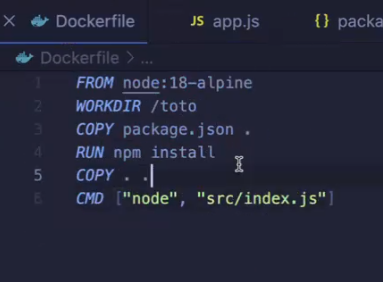 Dockerfile JS app.js {} packa
Dockerfile > ...
1 FROM node:18-alpine
2 WORKDIR /toto
3 COPY package.json .
4 RUN npm install
5 COPY . .
6 CMD ["node", "src/index.js"]